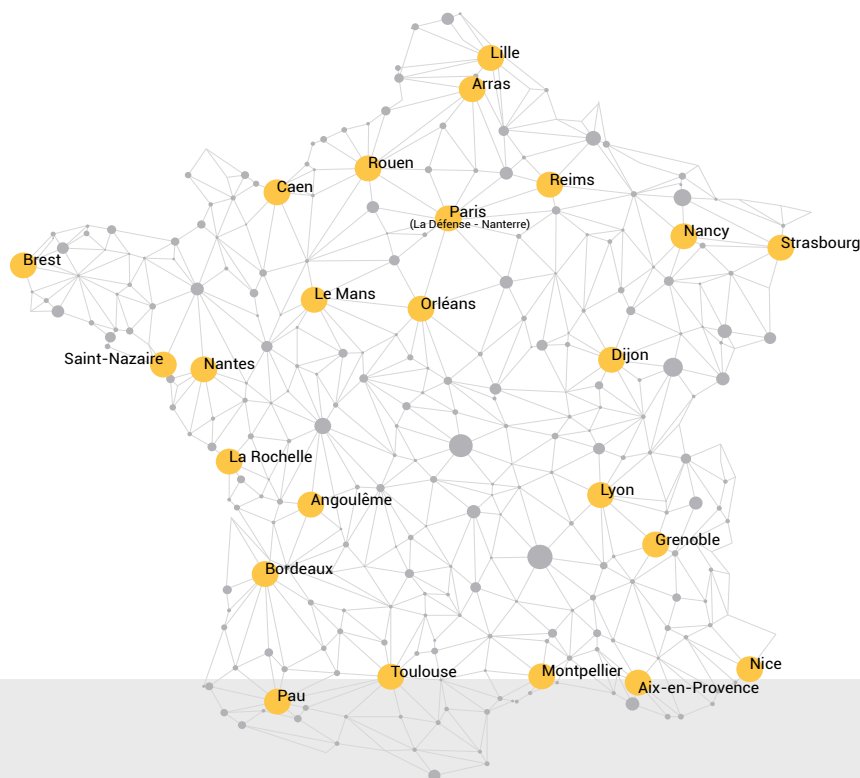 Lille
Arras
Rouen
Caen
Reims
Paris
(La Défense - Nanterre)
Nancy
Strasbourg
Brest
Le Mans
Orléans
Saint-Nazaire
Nantes
Dijon
La Rochelle
Angoulême
Lyon
Grenoble
Bordeaux
Toulouse
Montpellier
Nice
Aix-en-Provence
Pau